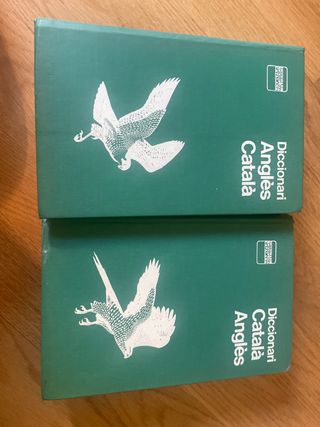 Diccionari
Anglès
Català
Diccionari
Català
Anglès